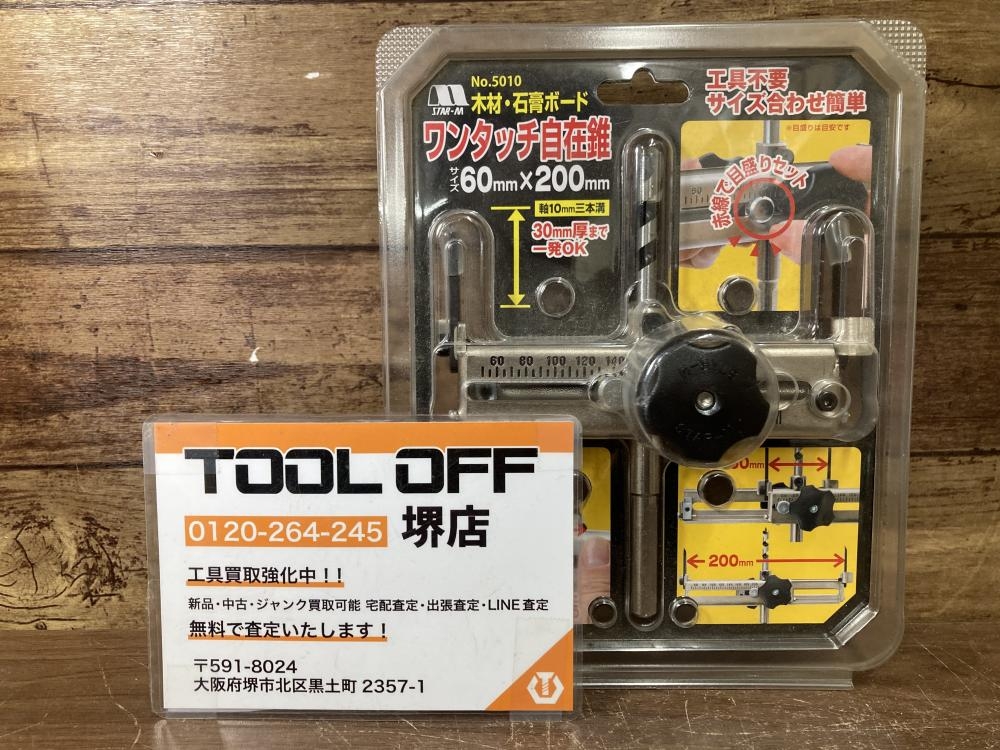 No.5010
STAR-M
木材・石膏ボード
ワンタッチ自在錐
サイズ 60mm×200mm
軸10mm三本溝
30mm厚まで
一発OK
工具不要
サイズ合わせ簡単
※目盛りは目安です
赤線で目盛りセット
60 80 100 120 140
200mm
TOOL OFF
0120-264-245 堺店
工具買取強化中!!
新品・中古・ジャンク買取可能 宅配査定・出張査定・LINE査定
無料で査定いたします!
〒591-8024
大阪府堺市北区黒土町 2357-1